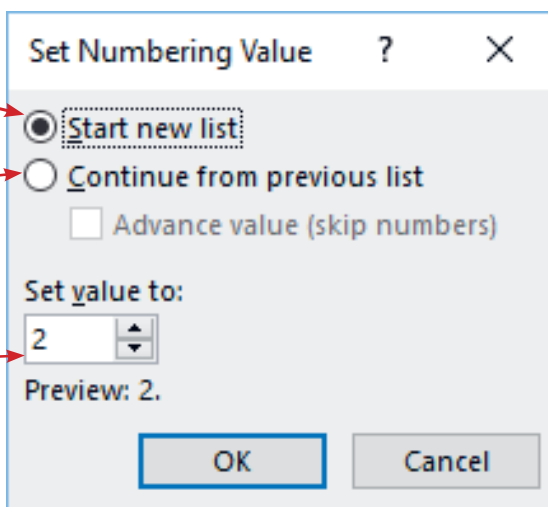 Set Numbering Value ?
Start new list
Continue from previous list
Advance value (skip numbers)
Set value to:
2
Preview: 2.
OK Cancel